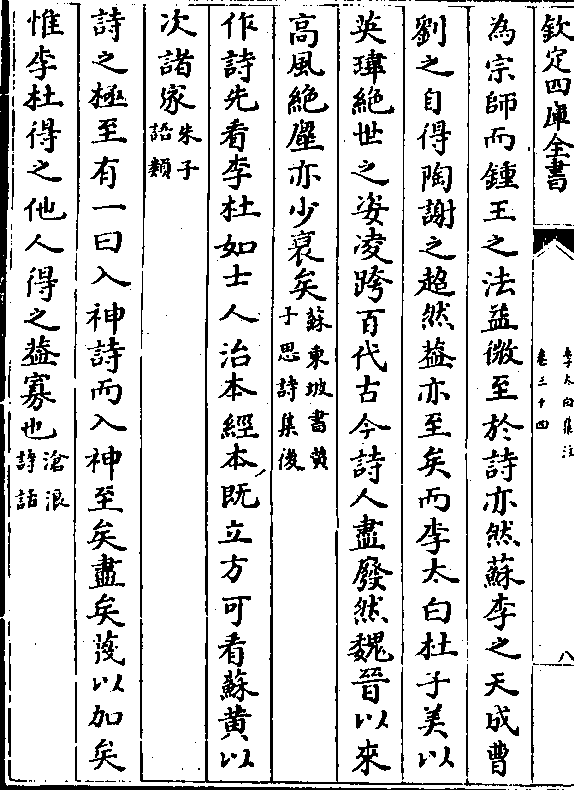 欽定四庫全書
李太白集注
卷三十四
八
為宗師而鍾王之法益微至於詩亦然蘇李之天成曹
劉之自得陶謝之超然葢亦至矣而李太白杜子美以
英瑋絶世之姿凌跨百代古今詩人盡廢然魏晉以來
高風絶塵亦少衰矣蘇東坡書黄
子思詩集後
作詩先看李杜如士人治本經本既立方可看蘇黄以
次諸家朱子
語類
詩之極至有一曰入神詩而入神至矣盡矣蔑以加矣
惟李杜得之他人得之葢寡也滄浪
詩話